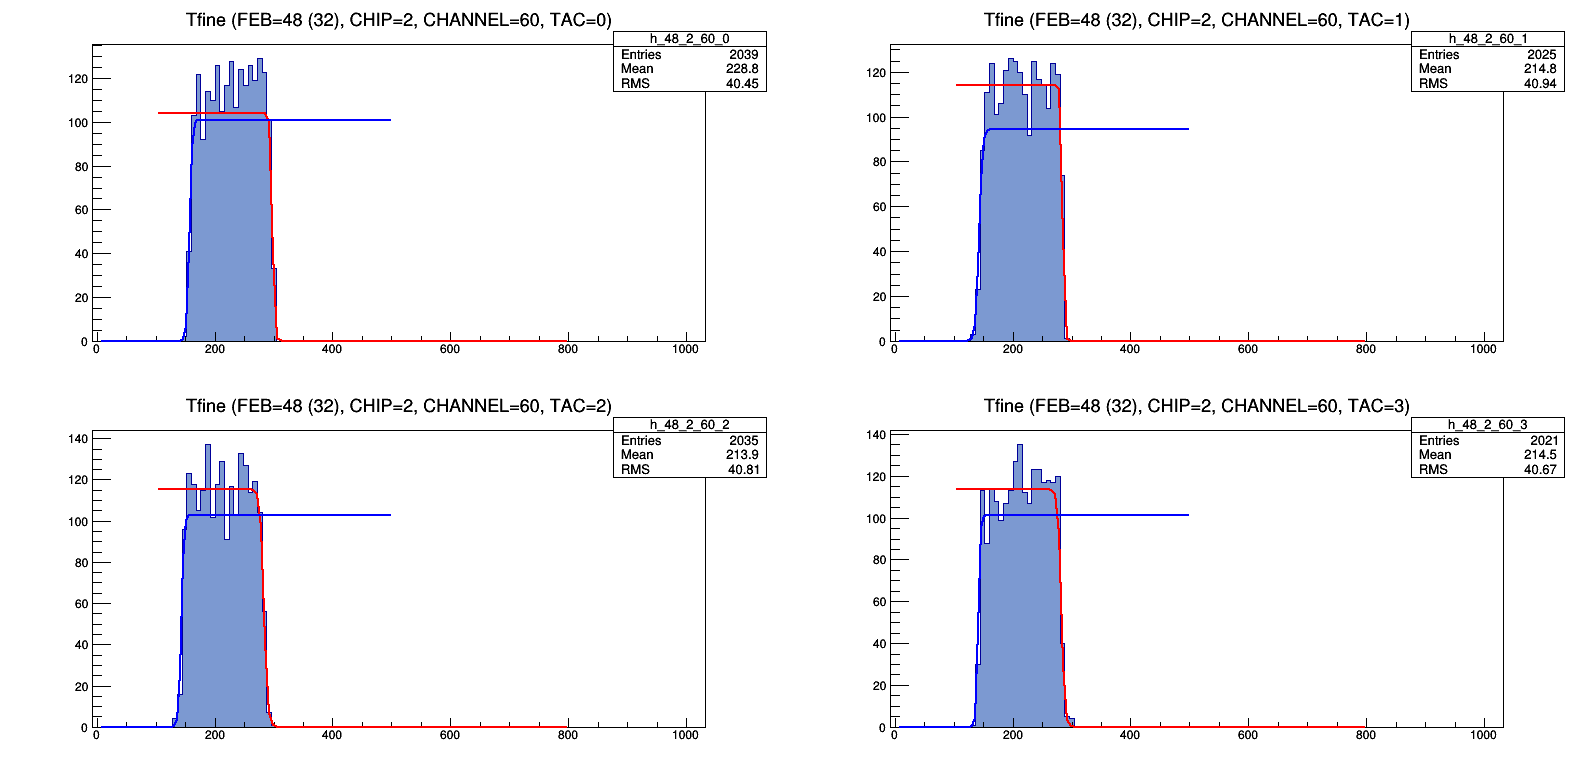 Tfine (FEB=48 (32), CHIP=2, CHANNEL=60, TAC=0)
h_48_2_60_0
Entries 2039
Mean 228.8
RMS 40.45
120
100
80
60
40
20
0
0 200 400 600 800 1000
Tfine (FEB=48 (32), CHIP=2, CHANNEL=60, TAC=1)
h_48_2_60_1
Entries 2025
Mean 214.8
RMS 40.94
120
100
80
60
40
20
0
0 200 400 600 800 1000
Tfine (FEB=48 (32), CHIP=2, CHANNEL=60, TAC=2)
h_48_2_60_2
Entries 2035
Mean 213.9
RMS 40.81
140
120
100
80
60
40
20
0
0 200 400 600 800 1000
Tfine (FEB=48 (32), CHIP=2, CHANNEL=60, TAC=3)
h_48_2_60_3
Entries 2021
Mean 214.5
RMS 40.67
140
120
100
80
60
40
20
0
0 200 400 600 800 1000